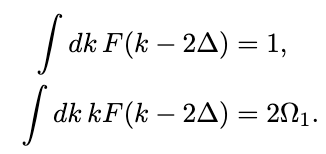 ∫ dk F(k − 2Δ) = 1,
∫ dk kF(k − 2Δ) = 2Ω₁.